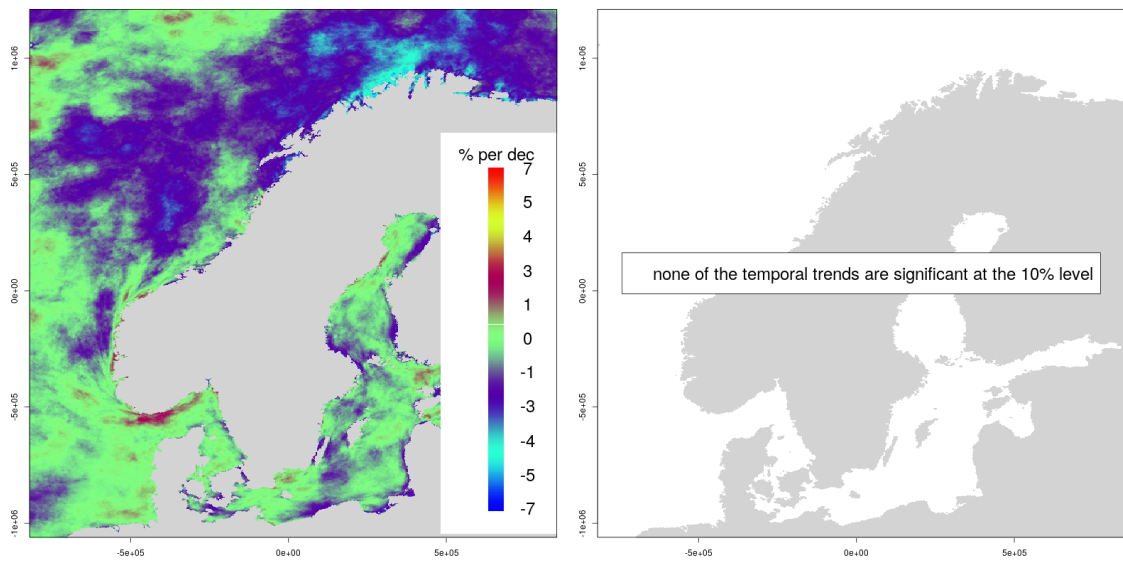 % per dec
7
5
4
3
1
0
-1
-3
-4
-5
-7
1e+06
5e+05
0e+00
-5e+05
-1e+06
-5e+05
0e+00
5e+05
none of the temporal trends are significant at the 10% level
1e+06
5e+05
0e+00
-5e+05
-1e+06
-5e+05
0e+00
5e+05